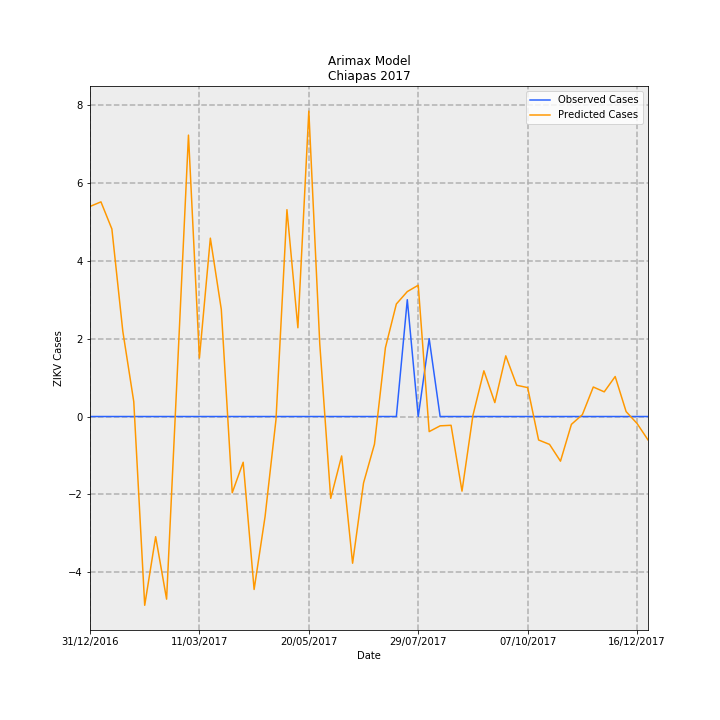 Arimax Model
Chiapas 2017
Observed Cases
Predicted Cases
8
6
4
2
0
−2
−4
ZIKV Cases
31/12/2016 11/03/2017 20/05/2017 29/07/2017 07/10/2017 16/12/2017
Date